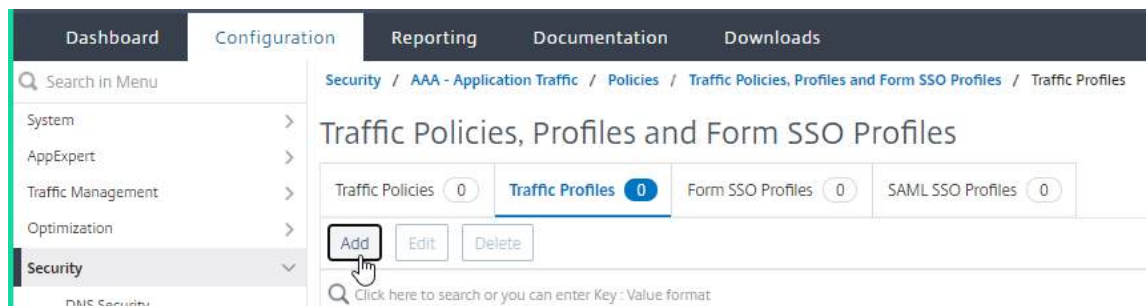 Dashboard Configuration Reporting Documentation Downloads
Search in Menu
Security / AAA - Application Traffic / Policies / Traffic Policies, Profiles and Form SSO Profiles / Traffic Profiles
System
AppExpert
Traffic Management
Optimization
Security
DNS Security
Traffic Policies, Profiles and Form SSO Profiles
Traffic Policies 0 Traffic Profiles 0 Form SSO Profiles 0 SAML SSO Profiles 0
Add Edit Delete
Click here to search or you can enter Key : Value format